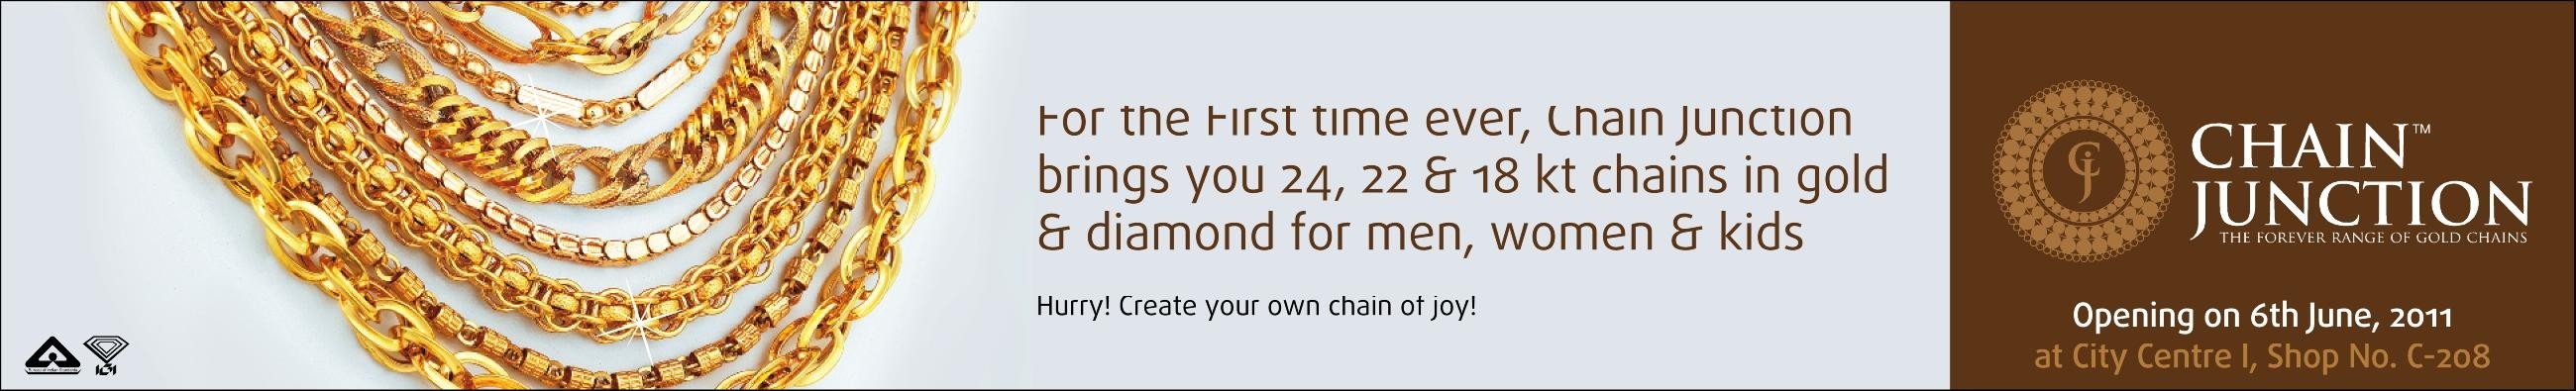 For the First time ever, Chain Junction
brings you 24, 22 & 18 kt chains in gold
& diamond for men, women & kids
Hurry! Create your own chain of joy!
IGI
CHAIN™
JUNCTION
THE FOREVER RANGE OF GOLD CHAINS
Opening on 6th June, 2011
at City Centre I, Shop No. C-208